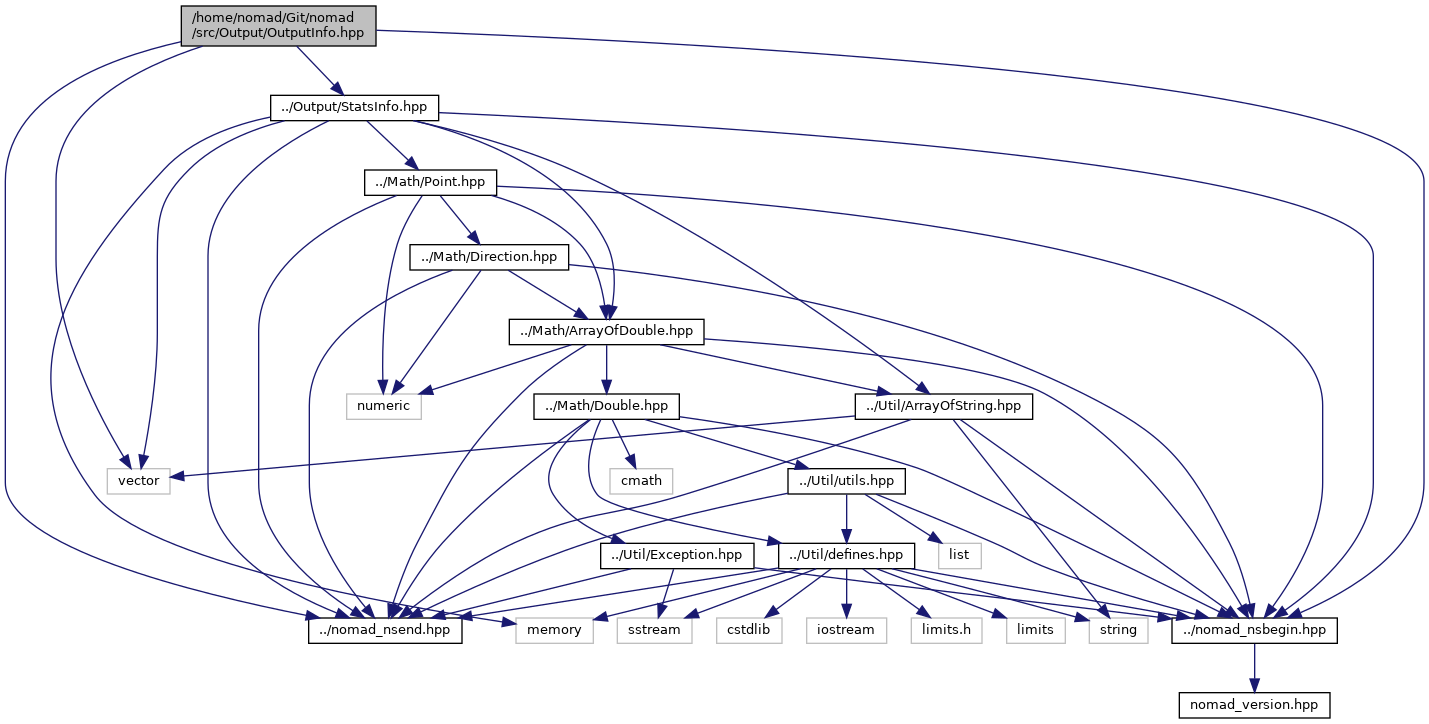 /home/nomad/Git/nomad
/src/Output/OutputInfo.hpp
../Output/StatsInfo.hpp
../Math/Point.hpp
../Math/Direction.hpp
../Math/ArrayOfDouble.hpp
numeric
../Math/Double.hpp
../Util/ArrayOfString.hpp
vector
cmath
../Util/utils.hpp
../Util/Exception.hpp
../Util/defines.hpp
list
../nomad_nsend.hpp
memory
sstream
cstdlib
iostream
limits.h
limits
string
../nomad_nsbegin.hpp
nomad_version.hpp